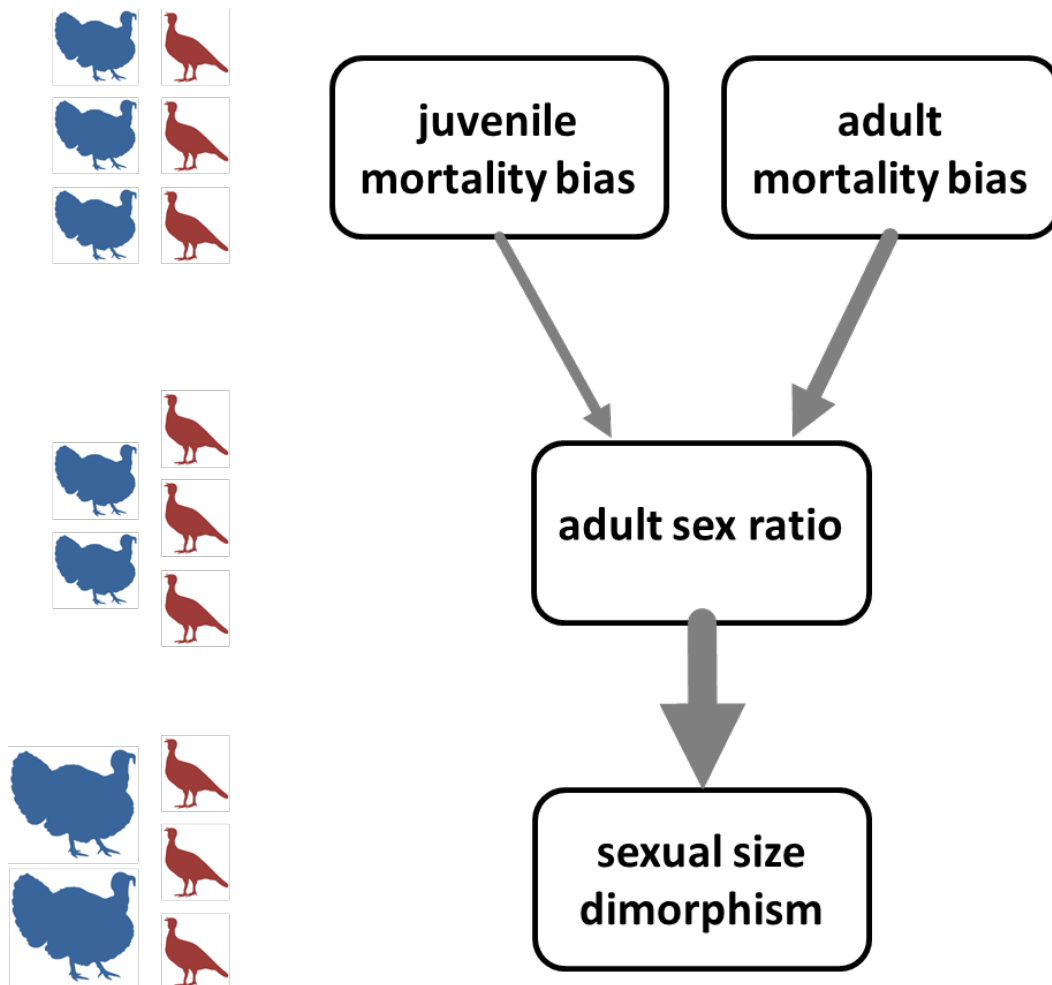 juvenile
mortality bias
adult
mortality bias
adult sex ratio
sexual size
dimorphism